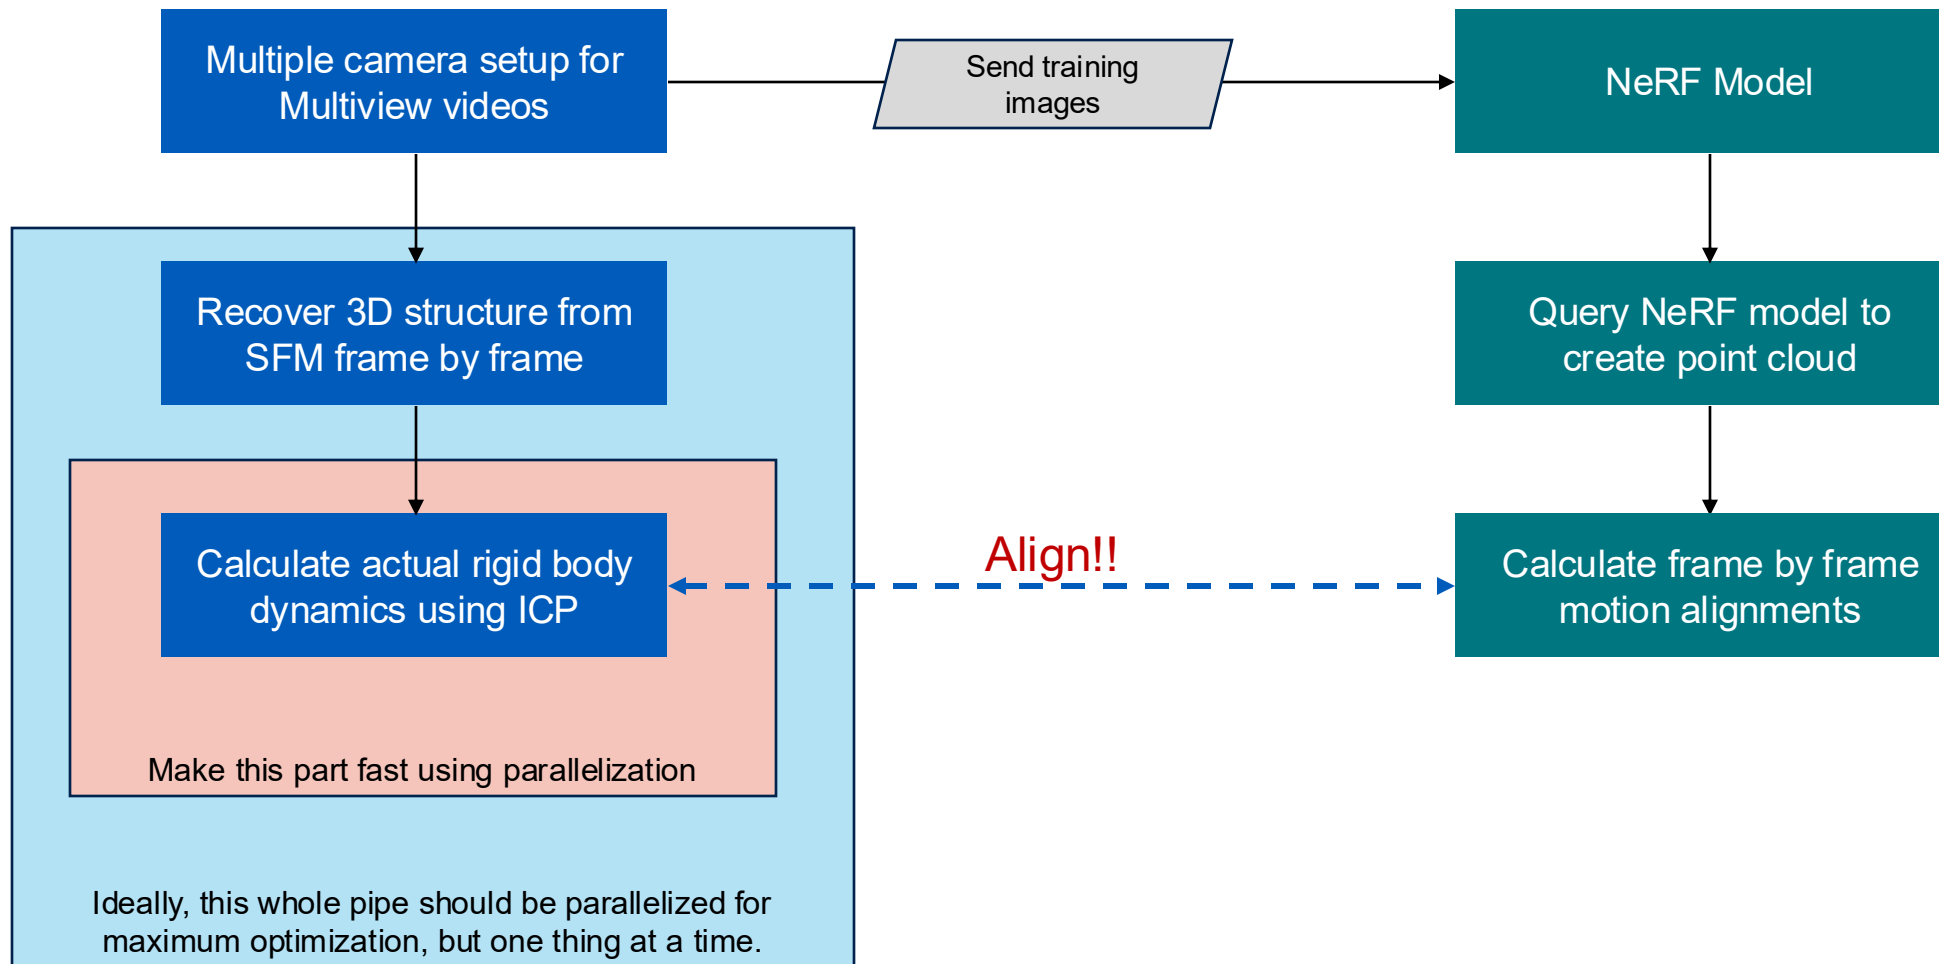 Multiple camera setup for
Multiview videos
Send training
images
NeRF Model
Recover 3D structure from
SFM frame by frame
Query NeRF model to
create point cloud
Align!!
Calculate actual rigid body
dynamics using ICP
Calculate frame by frame
motion alignments
Make this part fast using parallelization
Ideally, this whole pipe should be parallelized for
maximum optimization, but one thing at a time.